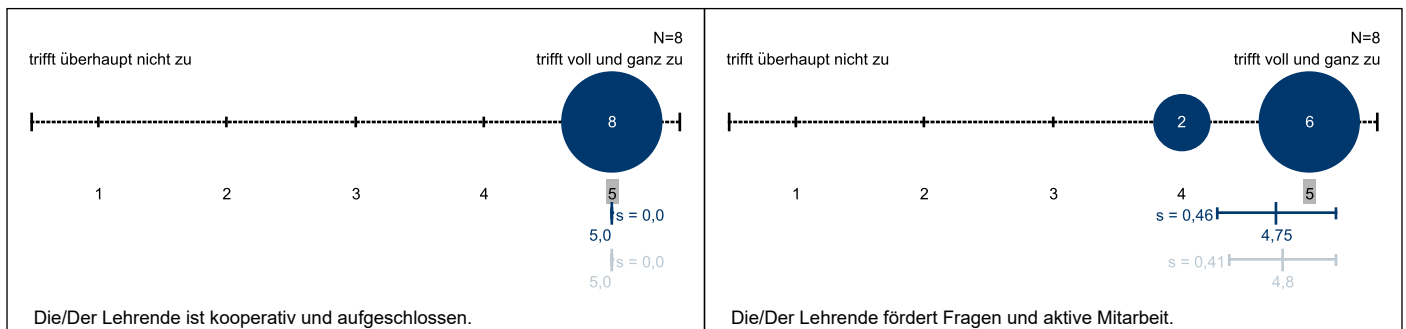 N=8
trifft überhaupt nicht zu
trifft voll und ganz zu
8
1
2
3
4
5
s = 0,0
5,0
s = 0,0
5,0
Die/Der Lehrende ist kooperativ und aufgeschlossen.
N=8
trifft überhaupt nicht zu
trifft voll und ganz zu
2
6
1
2
3
4
5
s = 0,46
4,75
s = 0,41
4,8
Die/Der Lehrende fördert Fragen und aktive Mitarbeit.